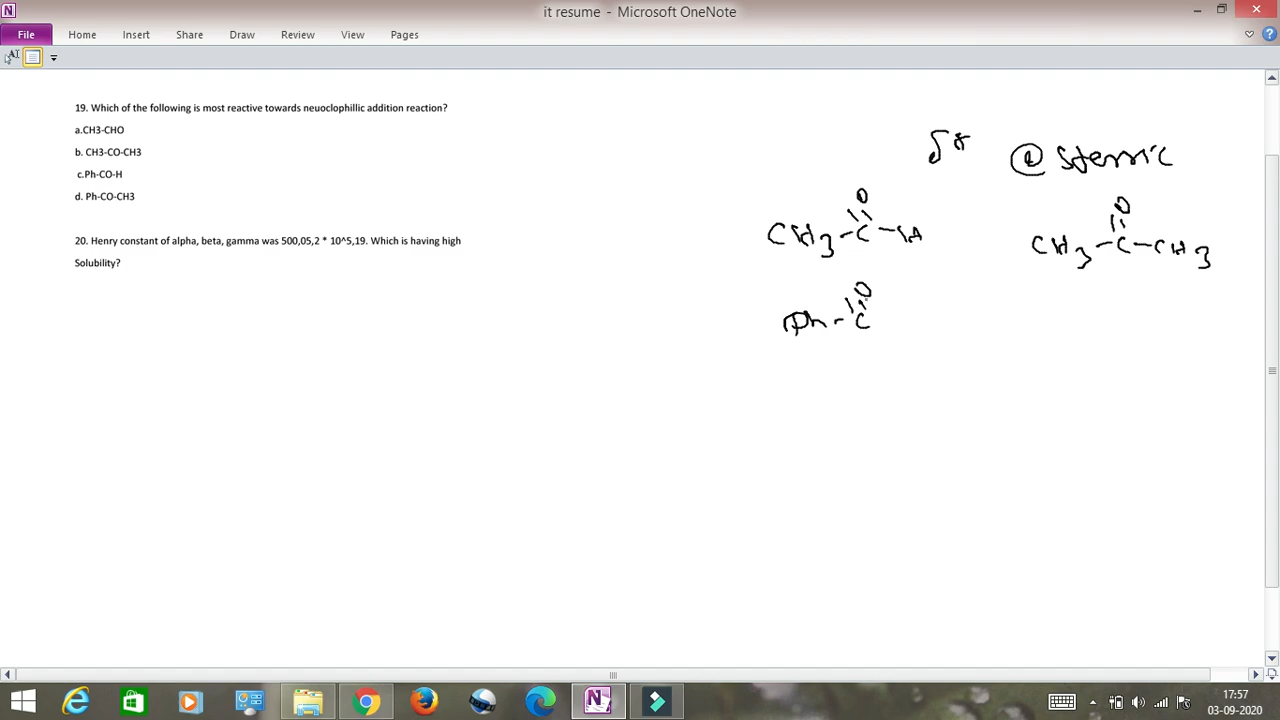 it resume - Microsoft OneNote
File Home Insert Share Draw Review View Pages
19. Which of the following is most reactive towards neuoclophillic addition reaction?
a.CH3-CHO
b. CH3-CO-CH3
c.Ph-CO-H
d. Ph-CO-CH3
20. Henry constant of alpha, beta, gamma was 500,05,2 * 10^5,19. Which is having high
Solubility?
δ+
O
CH3-C-H
O
CH3-C-CH3
O
Ph-C
17:57
03-09-2020